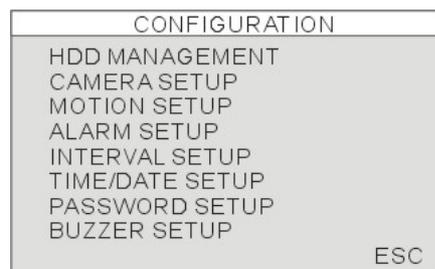 CONFIGURATION
HDD MANAGEMENT
CAMERA SETUP
MOTION SETUP
ALARM SETUP
INTERVAL SETUP
TIME/DATE SETUP
PASSWORD SETUP
BUZZER SETUP
ESC